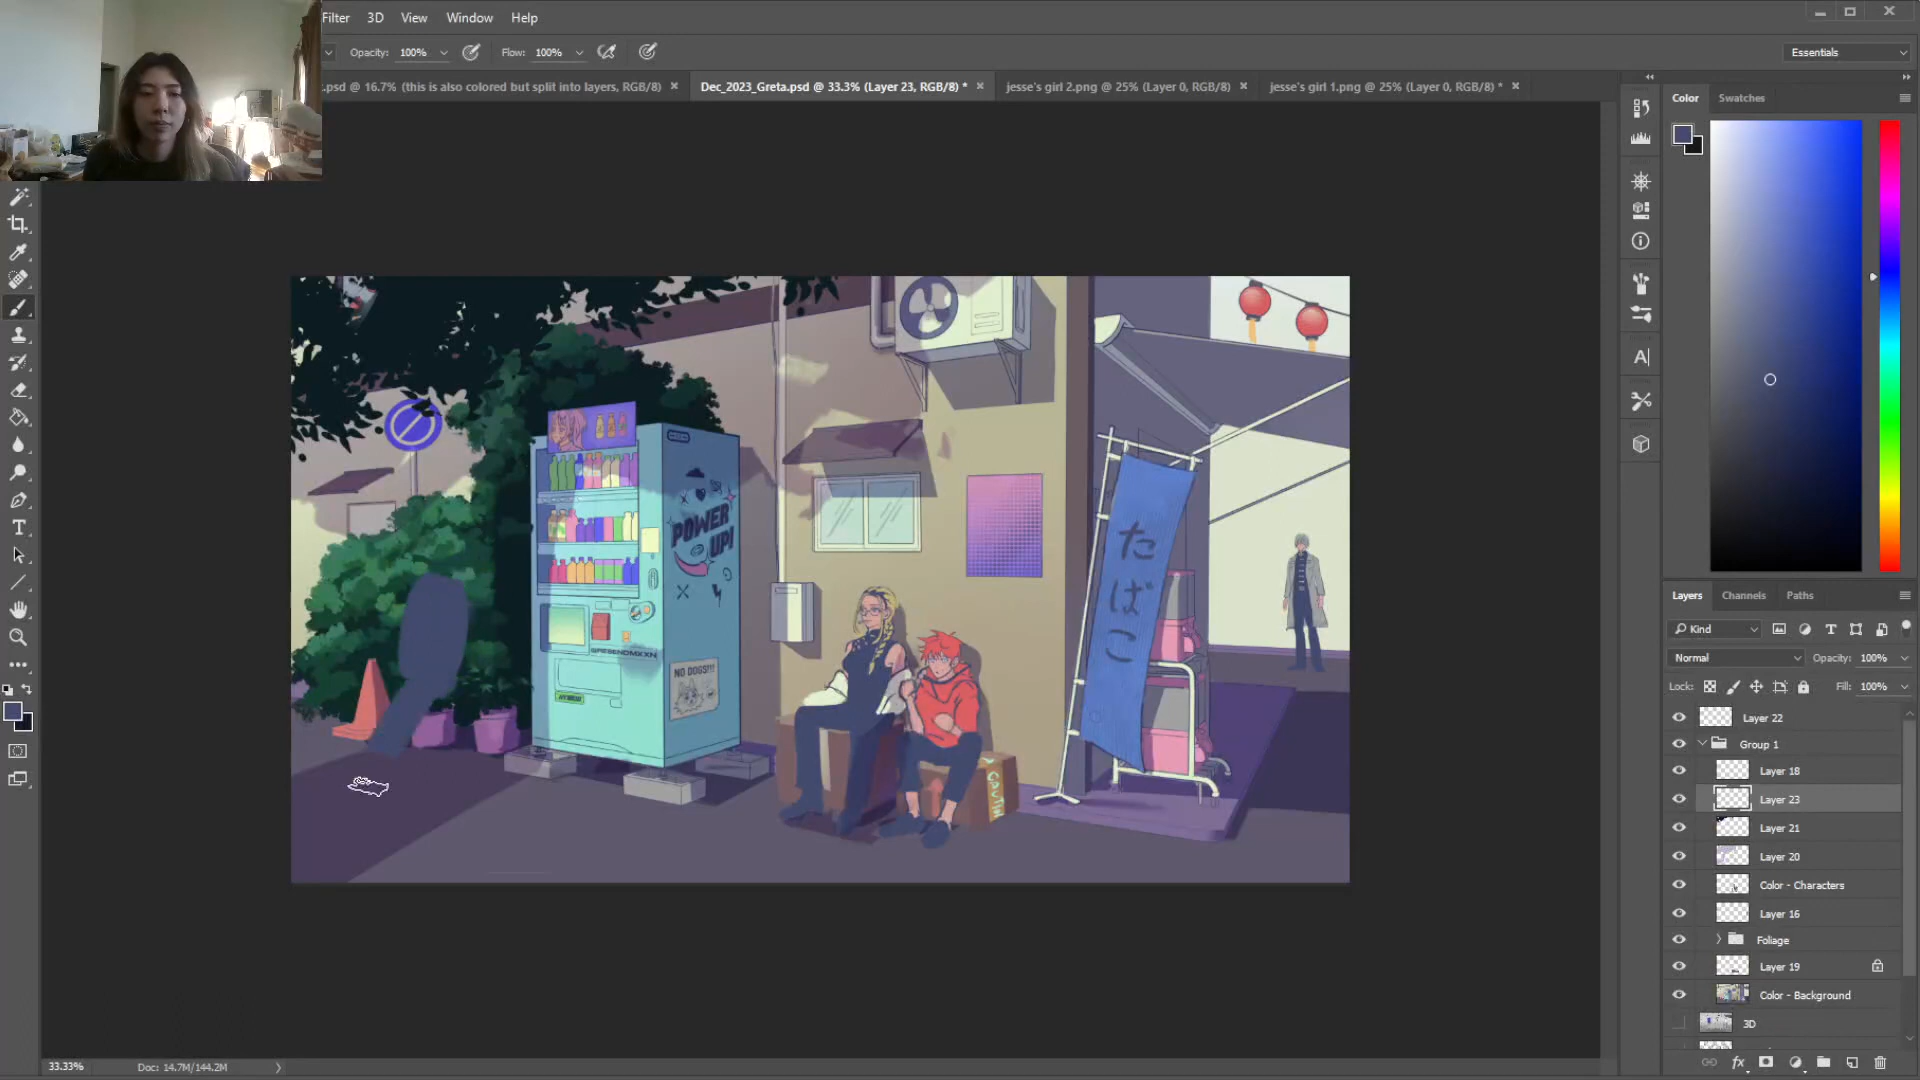 Filter 3D View Window Help
Opacity: 100% Flow: 100% Essentials
.psd @ 16.7% (this is also colored but split into layers, RGB/8) × Dec_2023_Greta.psd @ 33.3% (Layer 23, RGB/8) * × jesse's girl 2.png @ 25% (Layer 0, RGB/8) × jesse's girl 1.png @ 25% (Layer 0, RGB/8) * ×
Color Swatches
POWER
UP!
NO DOGS!!!
CAUTION
たばこ
Layers Channels Paths
Kind
Normal Opacity: 100%
Lock: Fill: 100%
Layer 22
Group 1
Layer 18
Layer 23
Layer 21
Layer 20
Color - Characters
Layer 16
Foliage
Layer 19
Color - Background
3D
33.33% Doc: 14.7M/144.2M